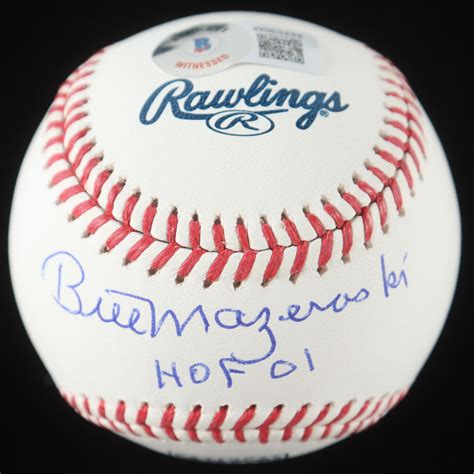 B
WITNESSED
Rawlings
R
Bill Mazeroski
HOF 01